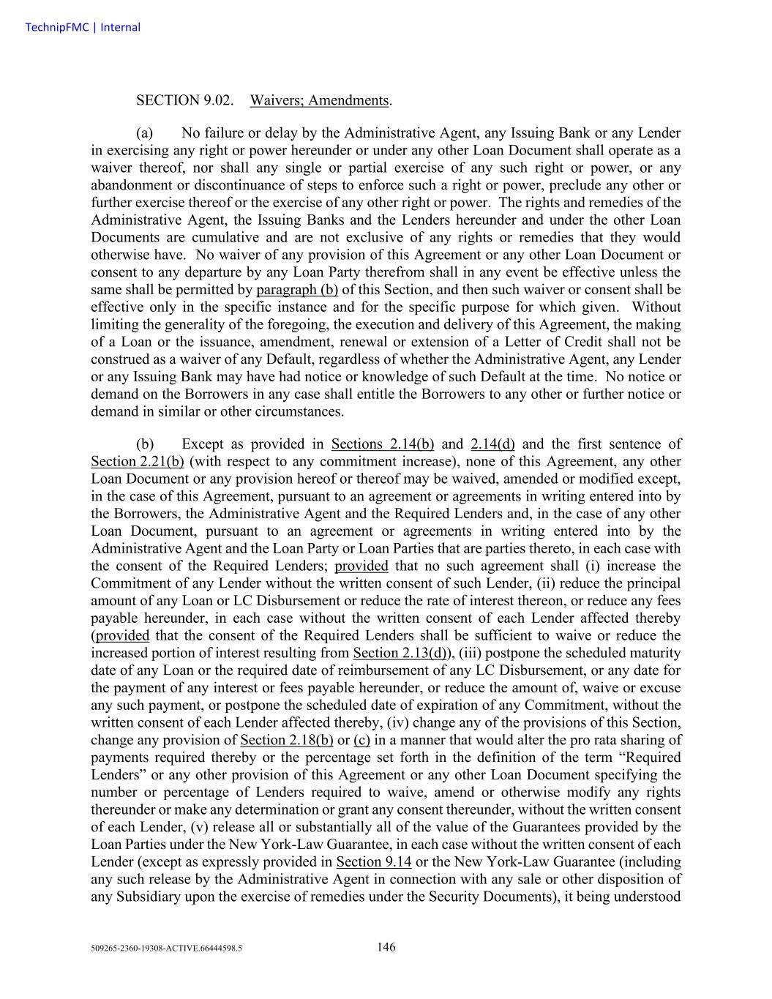 TechnipFMC | Internal
SECTION 9.02. Waivers; Amendments.
(a) No failure or delay by the Administrative Agent, any Issuing Bank or any Lender
in exercising any right or power hereunder or under any other Loan Document shall operate as a
waiver thereof, nor shall any single or partial exercise of any such right or power, or any
abandonment or discontinuance of steps to enforce such a right or power, preclude any other or
further exercise thereof or the exercise of any other right or power. The rights and remedies of the
Administrative Agent, the Issuing Banks and the Lenders hereunder and under the other Loan
Documents are cumulative and are not exclusive of any rights or remedies that they would
otherwise have. No waiver of any provision of this Agreement or any other Loan Document or
consent to any departure by any Loan Party therefrom shall in any event be effective unless the
same shall be permitted by paragraph (b) of this Section, and then such waiver or consent shall be
effective only in the specific instance and for the specific purpose for which given. Without
limiting the generality of the foregoing, the execution and delivery of this Agreement, the making
of a Loan or the issuance, amendment, renewal or extension of a Letter of Credit shall not be
construed as a waiver of any Default, regardless of whether the Administrative Agent, any Lender
or any Issuing Bank may have had notice or knowledge of such Default at the time. No notice or
demand on the Borrowers in any case shall entitle the Borrowers to any other or further notice or
demand in similar or other circumstances.
(b) Except as provided in Sections 2.14(b) and 2.14(d) and the first sentence of
Section 2.21(b) (with respect to any commitment increase), none of this Agreement, any other
Loan Document or any provision hereof or thereof may be waived, amended or modified except,
in the case of this Agreement, pursuant to an agreement or agreements in writing entered into by
the Borrowers, the Administrative Agent and the Required Lenders and, in the case of any other
Loan Document, pursuant to an agreement or agreements in writing entered into by the
Administrative Agent and the Loan Party or Loan Parties that are parties thereto, in each case with
the consent of the Required Lenders; provided that no such agreement shall (i) increase the
Commitment of any Lender without the written consent of such Lender, (ii) reduce the principal
amount of any Loan or LC Disbursement or reduce the rate of interest thereon, or reduce any fees
payable hereunder, in each case without the written consent of each Lender affected thereby
(provided that the consent of the Required Lenders shall be sufficient to waive or reduce the
increased portion of interest resulting from Section 2.13(d)), (iii) postpone the scheduled maturity
date of any Loan or the required date of reimbursement of any LC Disbursement, or any date for
the payment of any interest or fees payable hereunder, or reduce the amount of, waive or excuse
any such payment, or postpone the scheduled date of expiration of any Commitment, without the
written consent of each Lender affected thereby, (iv) change any of the provisions of this Section,
change any provision of Section 2.18(b) or (c) in a manner that would alter the pro rata sharing of
payments required thereby or the percentage set forth in the definition of the term “Required
Lenders” or any other provision of this Agreement or any other Loan Document specifying the
number or percentage of Lenders required to waive, amend or otherwise modify any rights
thereunder or make any determination or grant any consent thereunder, without the written consent
of each Lender, (v) release all or substantially all of the value of the Guarantees provided by the
Loan Parties under the New York-Law Guarantee, in each case without the written consent of each
Lender (except as expressly provided in Section 9.14 or the New York-Law Guarantee (including
any such release by the Administrative Agent in connection with any sale or other disposition of
any Subsidiary upon the exercise of remedies under the Security Documents), it being understood
509265-2360-19308-ACTIVE.66444598.5
146